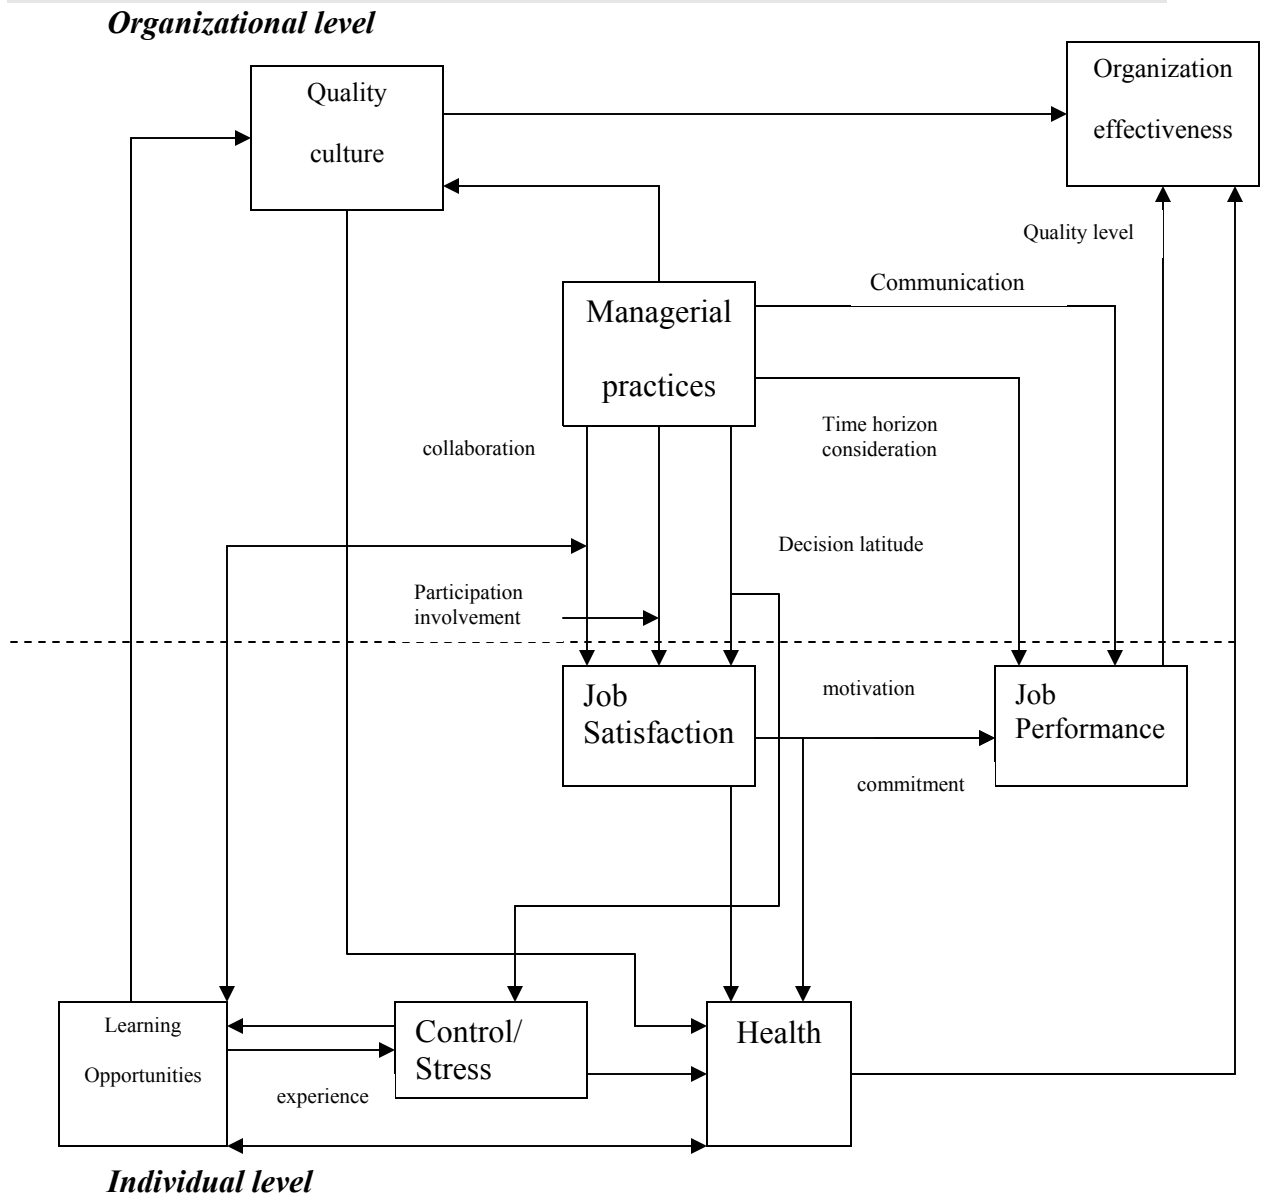 Organizational level
Organization
effectiveness
Quality
culture
Quality level
Communication
Managerial
practices
Time horizon
consideration
collaboration
Decision latitude
Participation
involvement
Job
Satisfaction
motivation
Job
Performance
commitment
Learning
Opportunities
Control/
Stress
Health
experience
Individual level